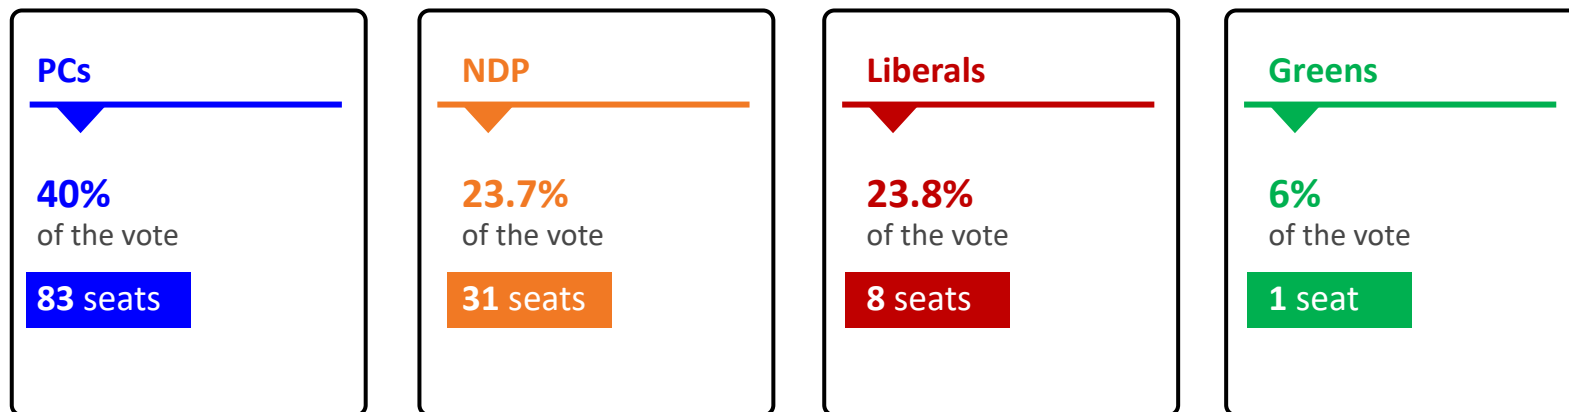 PCs
40%
of the vote
83 seats
NDP
23.7%
of the vote
31 seats
Liberals
23.8%
of the vote
8 seats
Greens
6%
of the vote
1 seat